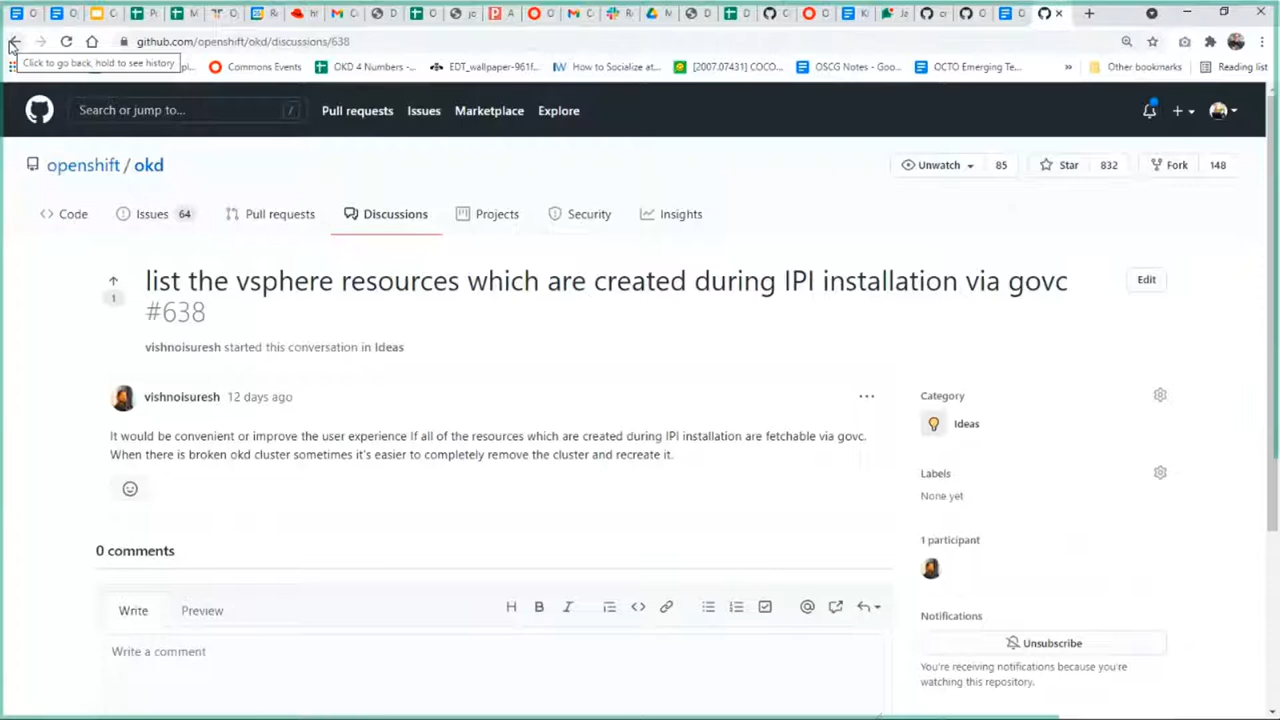 github.com/openshift/okd/discussions/638
Click to go back, hold to see history
Commons Events
OKD 4 Numbers -...
EDT_wallpaper-961f...
How to Socialize at...
[2007.07431] COCO...
OSCG Notes - Goo...
OCTO Emerging Te...
»
Other bookmarks
Reading list
Search or jump to...
/
Pull requests
Issues
Marketplace
Explore
openshift / okd
Unwatch
85
Star
832
Fork
148
Code
Issues 64
Pull requests
Discussions
Projects
Security
Insights
1
list the vsphere resources which are created during IPI installation via govc
#638
Edit
vishnoisuresh started this conversation in Ideas
vishnoisuresh 12 days ago
It would be convenient or improve the user experience If all of the resources which are created during IPI installation are fetchable via govc.
When there is broken okd cluster sometimes it's easier to completely remove the cluster and recreate it.
0 comments
Write
Preview
Write a comment
Category
Ideas
Labels
None yet
1 participant
Notifications
Unsubscribe
You're receiving notifications because you're
watching this repository.